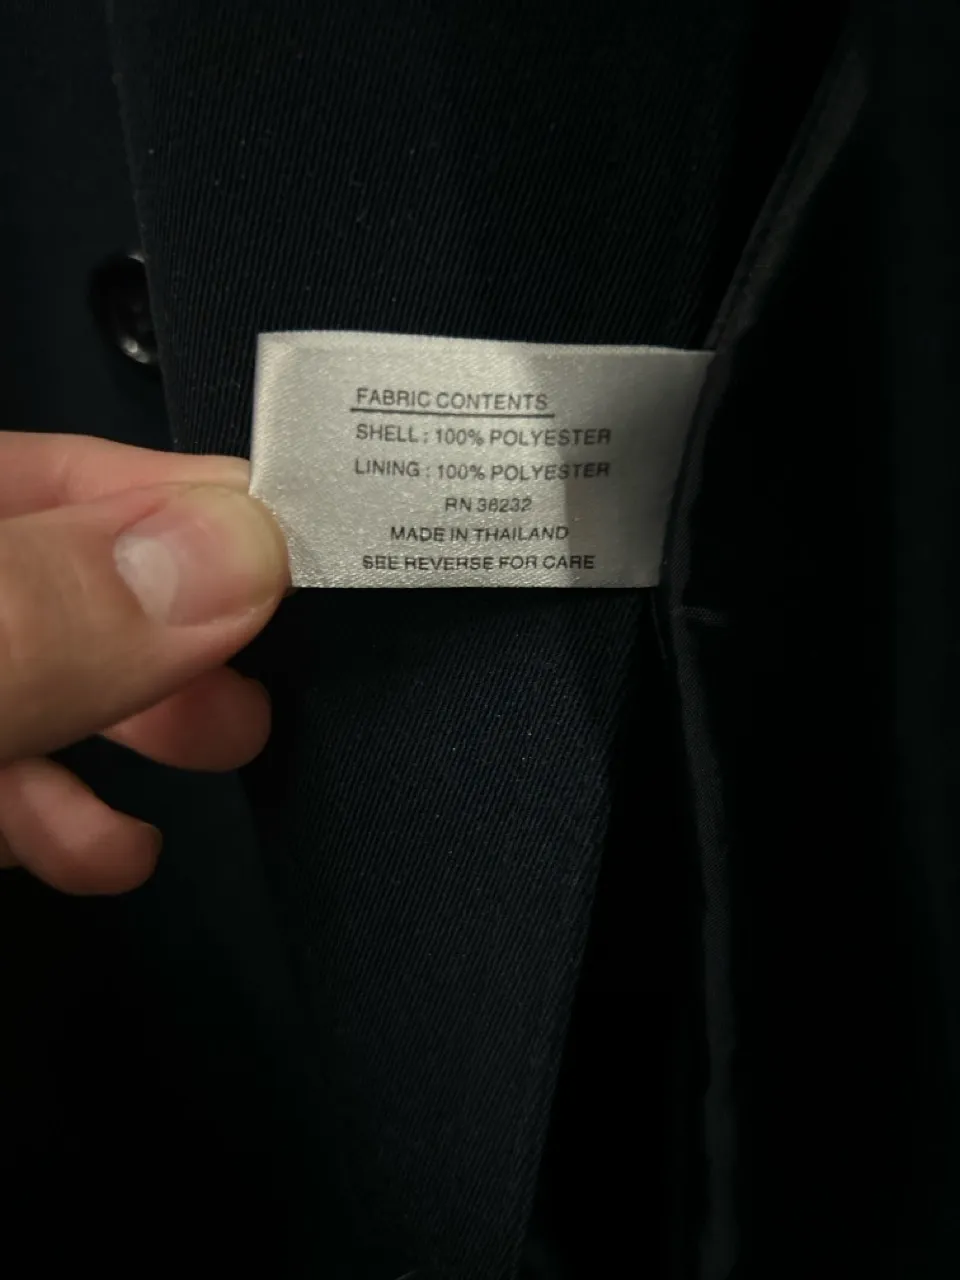 FABRIC CONTENTS
SHELL : 100% POLYESTER
LINING : 100% POLYESTER
RN 36232
MADE IN THAILAND
SEE REVERSE FOR CARE